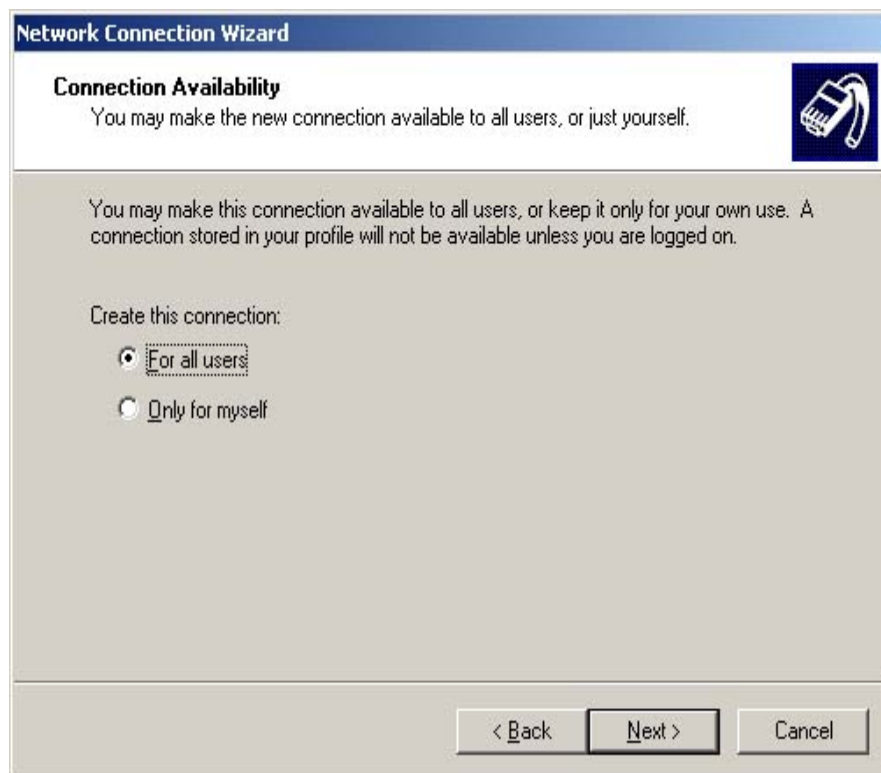 Network Connection Wizard
Connection Availability
You may make the new connection available to all users, or just yourself.
You may make this connection available to all users, or keep it only for your own use.  A
connection stored in your profile will not be available unless you are logged on.
Create this connection:
For all users
Only for myself
< Back
Next >
Cancel